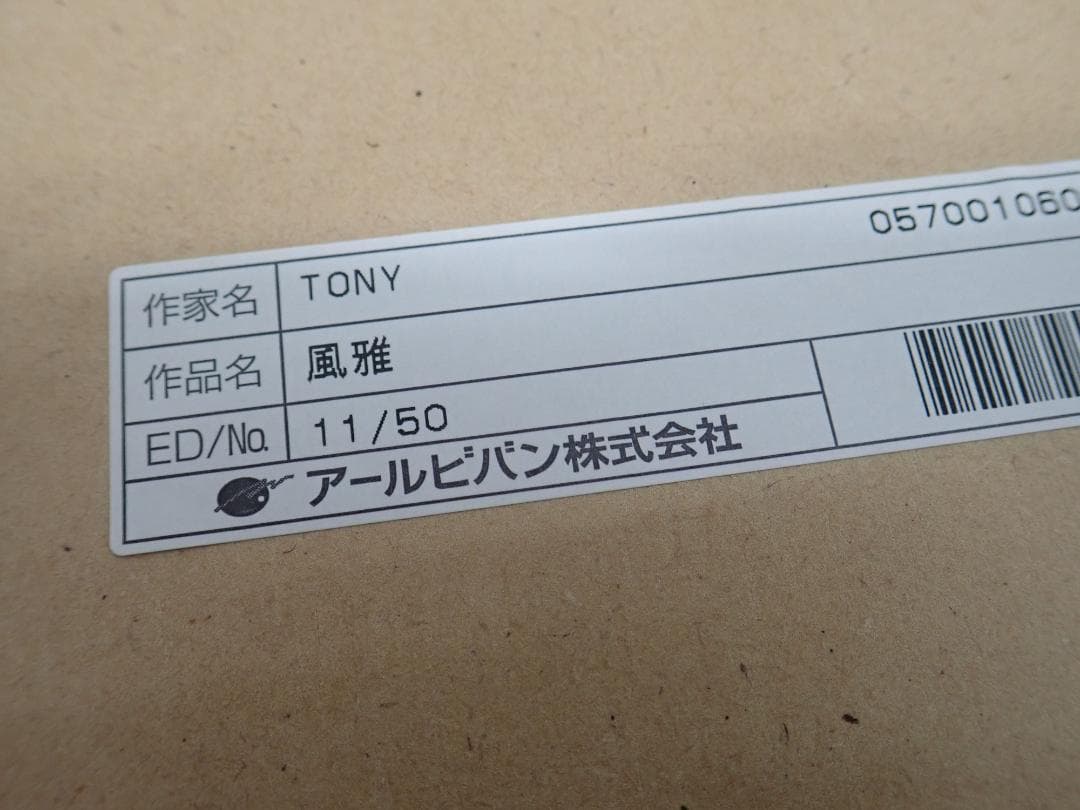 057001060
作家名 TONY
作品名 風雅
ED/No. 11/50
アールビバン株式会社